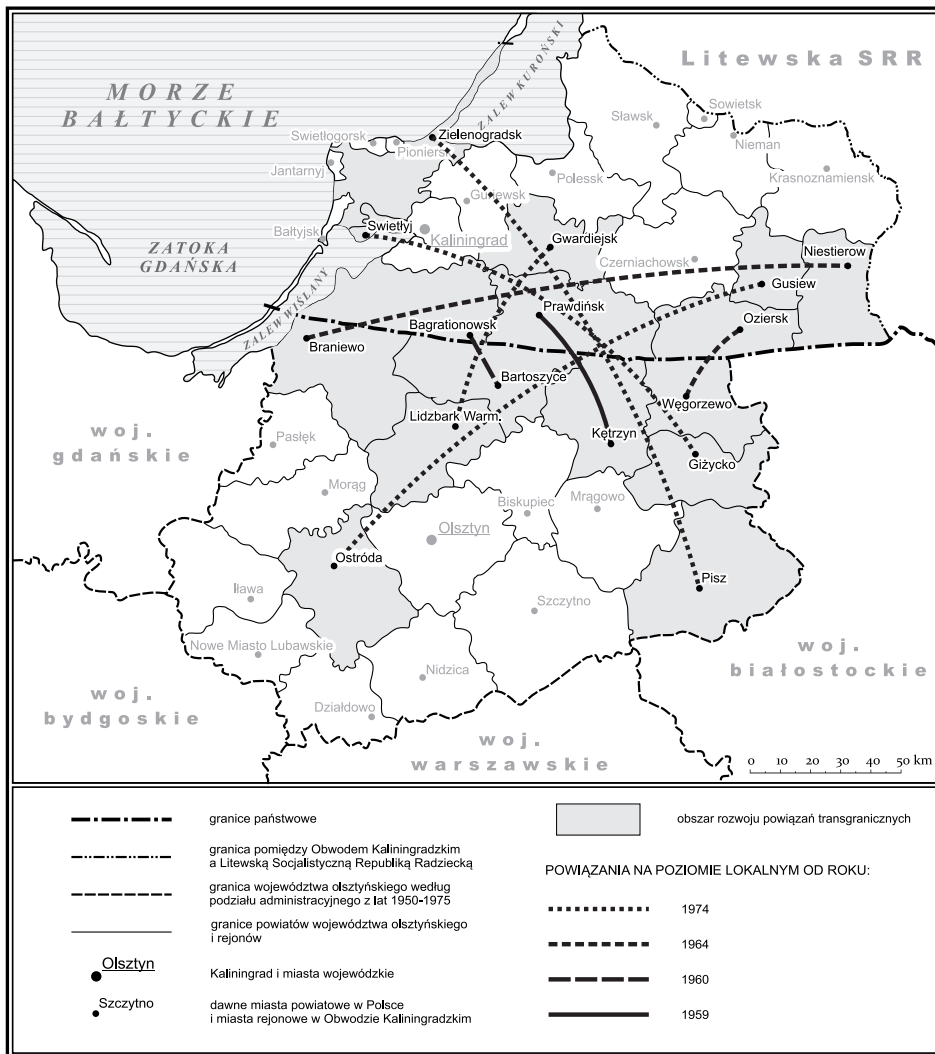 Litewska SRR
MORZE
BAŁTYCKIE
ZALEW KUROŃSKI
Sowietsk
Sławsk
Zielenogradsk
Swietłogorsk
Nieman
Pioniersk
Jantarnyj
Polessk
Krasnoznamiensk
Gurjewsk
Bałtyjsk
Swietłyj
Kaliningrad
Gwardiejsk
ZATOKA
GDAŃSKA
Czerniachowsk
Niestierow
ZALEW WIŚLANY
Gusiew
Prawdińsk
Oziersk
Bagrationowsk
Braniewo
Bartoszyce
Węgorzewo
Lidzbark Warm.
woj.
gdańskie
Pasłęk
Kętrzyn
Giżycko
Morąg
Biskupiec
Mrągowo
Olsztyn
Ostróda
Pisz
Iława
Szczytno
Nowe Miasto Lubawskie
woj.
białostockie
Nidzica
woj.
bydgoskie
Działdowo
woj.
warszawskie
0 10 20 30 40 50 km
granice państwowe
granica pomiędzy Obwodem Kaliningradzkim
a Litewską Socjalistyczną Republiką Radziecką
granica województwa olsztyńskiego według
podziału administracyjnego z lat 1950-1975
granice powiatów województwa olsztyńskiego
i rejonów
Olsztyn
Kaliningrad i miasta wojewódzkie
Szczytno
dawne miasta powiatowe w Polsce
i miasta rejonowe w Obwodzie Kaliningradzkim
obszar rozwoju powiązań transgranicznych
POWIĄZANIA NA POZIOMIE LOKALNYM OD ROKU:
1974
1964
1960
1959